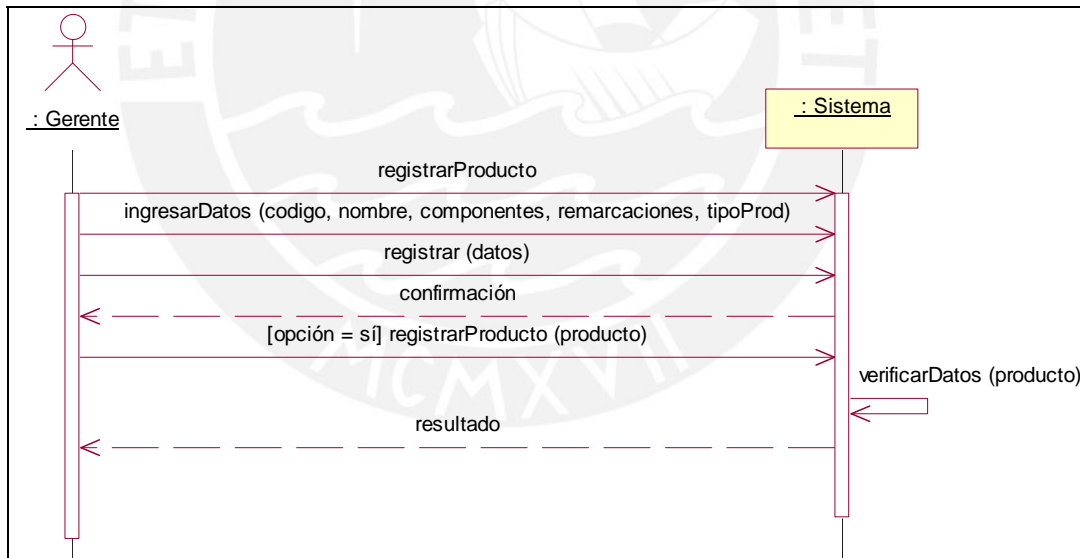 : Gerente
: Sistema
registrarProducto
ingresarDatos (codigo, nombre, componentes, remarcaciones, tipoProd)
registrar (datos)
confirmación
[opción = sí] registrarProducto (producto)
verificarDatos (producto)
resultado
MCMXVII